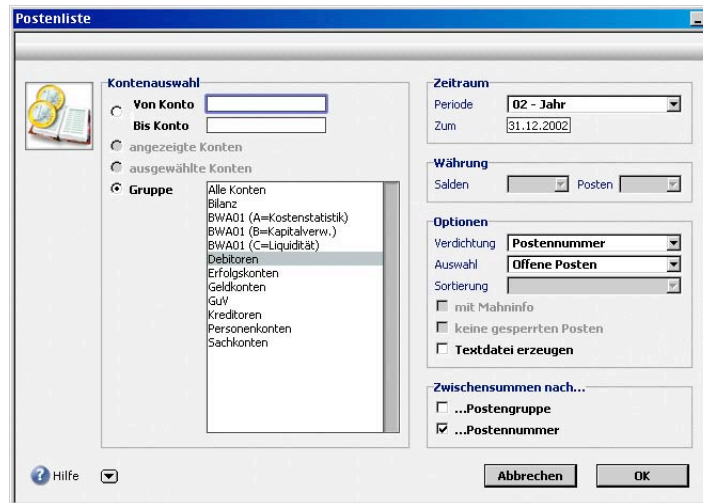 Postenliste
Kontenauswahl
Von Konto
Bis Konto
angezeigte Konten
ausgewählte Konten
Gruppe
Alle Konten
Bilanz
BWA01 (A=Kostenstatistik)
BWA01 (B=Kapitalverw.)
BWA01 (C=Liquidität)
Debitoren
Erfolgskonten
Geldkonten
GuV
Kreditoren
Personenkonten
Sachkonten
Zeitraum
Periode 02 - Jahr
Zum 31.12.2002
Währung
Salden Posten
Optionen
Verdichtung Postennummer
Auswahl Offene Posten
Sortierung
mit Mahninfo
keine gesperrten Posten
Textdatei erzeugen
Zwischensummen nach...
...Postengruppe
...Postennummer
Hilfe Abbrechen OK